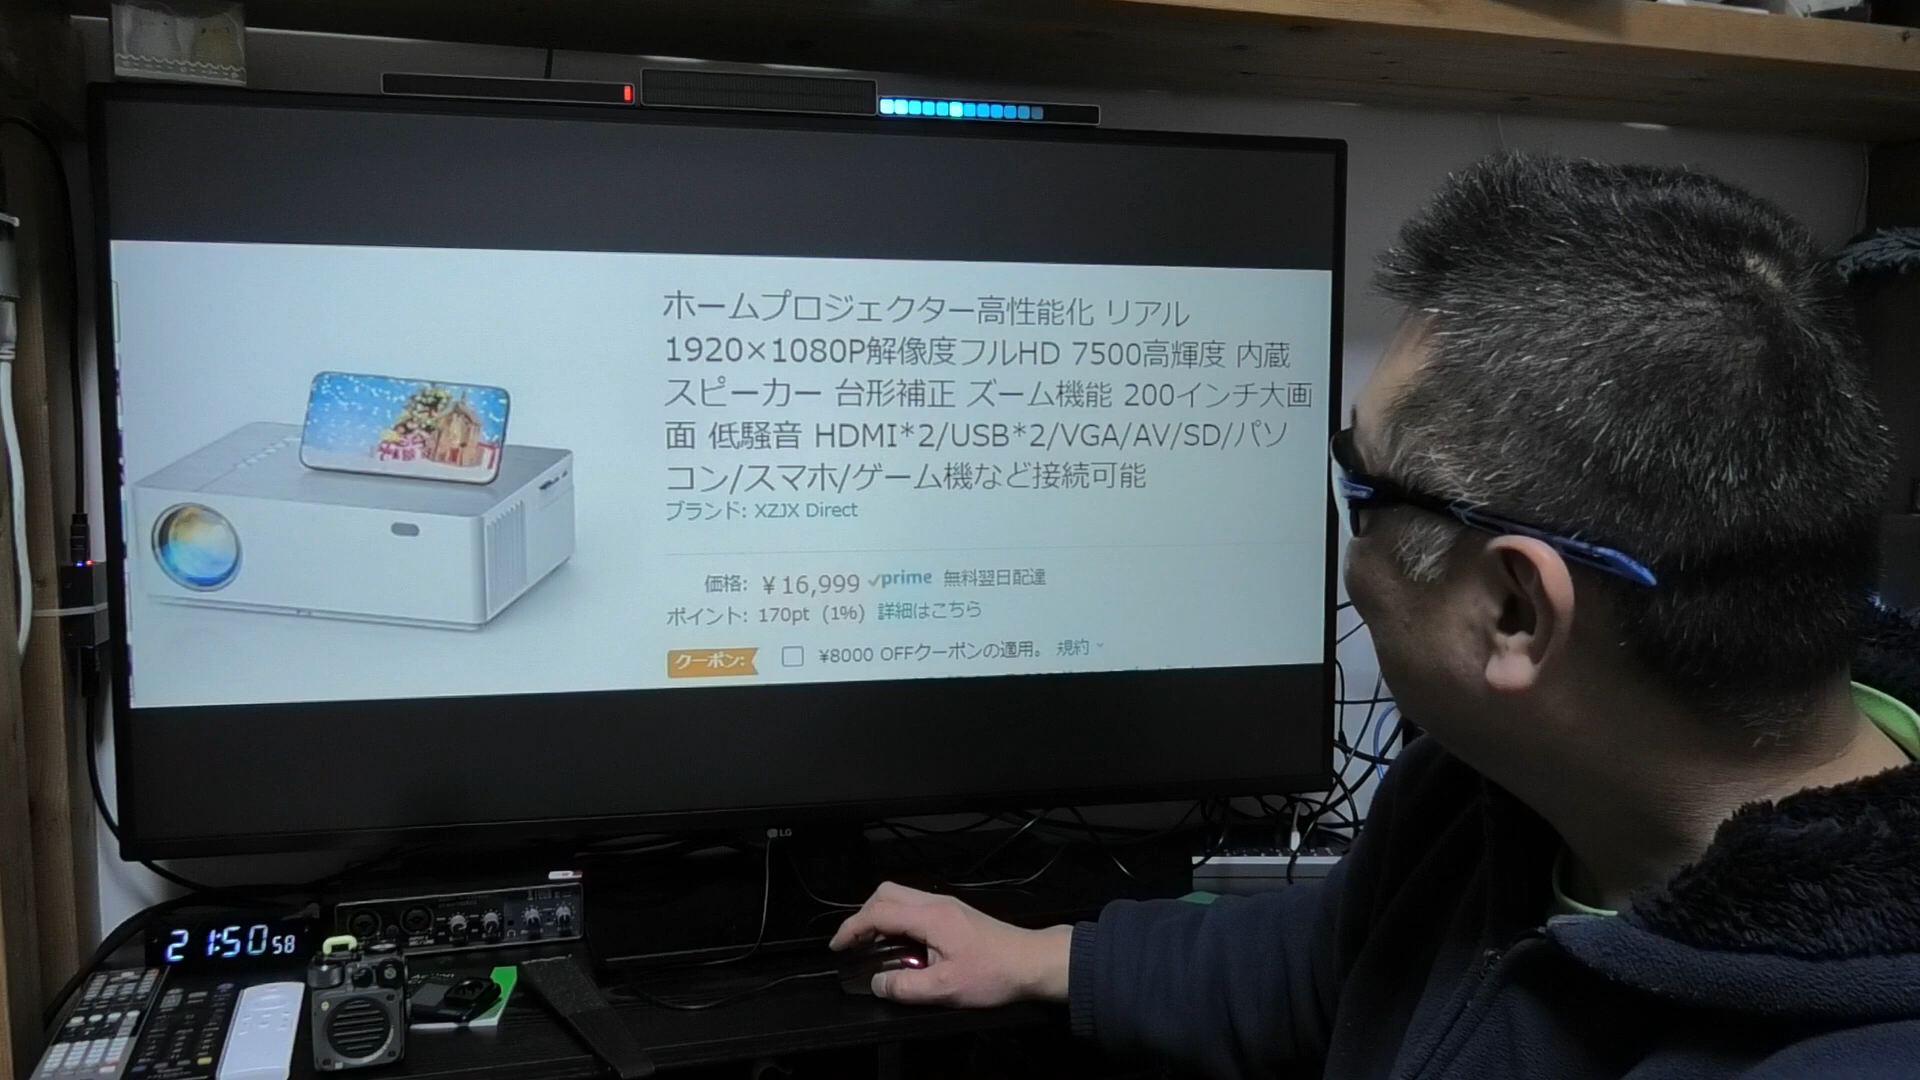 ホームプロジェクター高性能化 リアル
1920×1080P解像度フルHD 7500高輝度 内蔵
スピーカー 台形補正 ズーム機能 200インチ大画
面 低騒音 HDMI*2/USB*2/VGA/AV/SD/パソ
コン/スマホ/ゲーム機など接続可能
ブランド: XZJX Direct
価格: ￥16,999 prime 無料翌日配達
ポイント: 170pt (1%) 詳細はこちら
クーポン: ¥8000 OFFクーポンの適用。 規約
LG
21:50 58